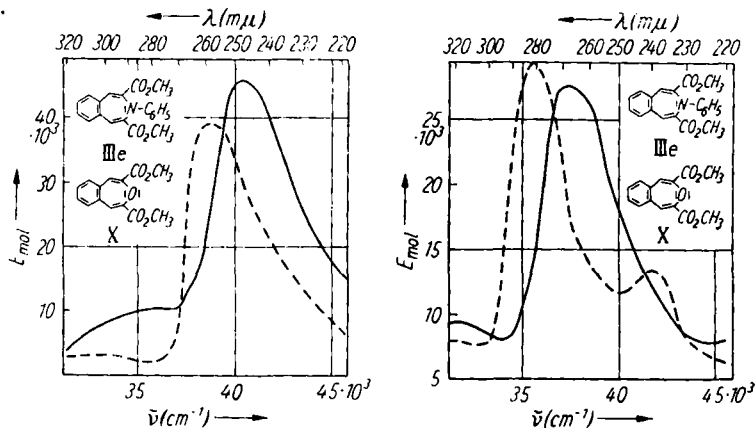 λ(mµ)
320 300 280 260 250 240 230 220
40
·10³
30
20
10
εmol
CO₂CH₃
N-C₆H₅
CO₂CH₃
IIIe
CO₂CH₃
O
CO₂CH₃
X
35 40 45·10³
ṽ(cm⁻¹)
λ(mµ)
320 300 280 260 250 240 230 220
25
·10³
20
15
10
5
Emol
CO₂CH₃
N-C₆H₅
CO₂CH₃
IIIe
CO₂CH₃
O
CO₂CH₃
X
35 40 45·10³
ṽ(cm⁻¹)